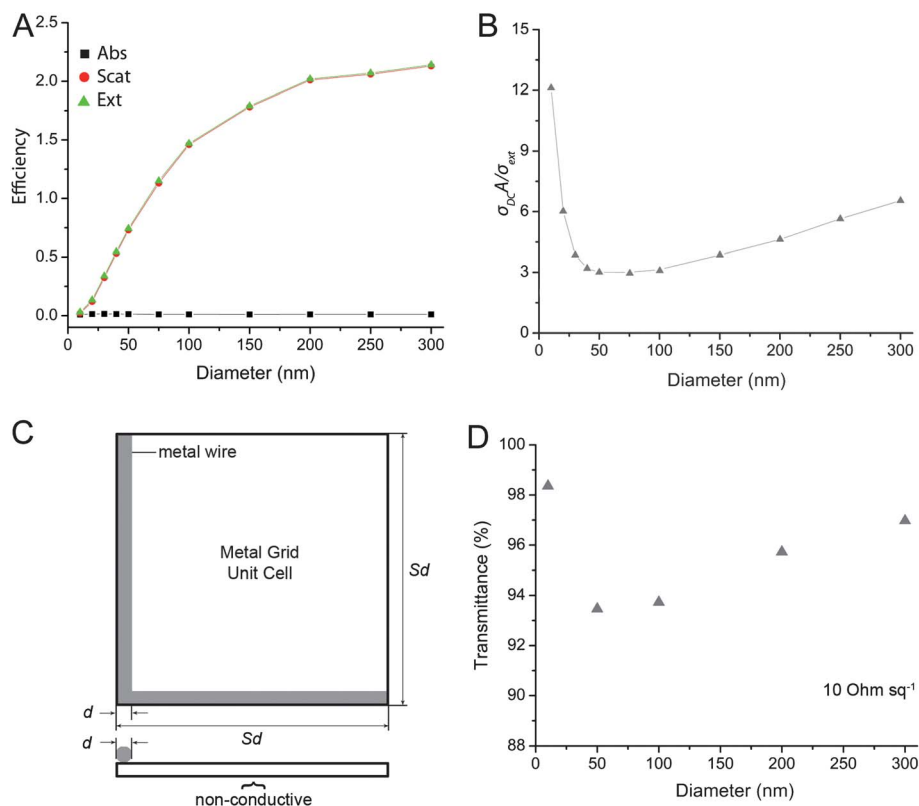 A
2.5
2.0
1.5
1.0
0.5
0.0
Efficiency
Abs
Scat
Ext
0 50 100 150 200 250 300
Diameter (nm)
B
15
12
9
6
3
0
σDCA/σext
0 50 100 150 200 250 300
Diameter (nm)
C
metal wire
Metal Grid
Unit Cell
Sd
d
Sd
d
non-conductive
D
100
98
96
94
92
90
88
Transmittance (%)
10 Ohm sq⁻¹
0 50 100 150 200 250 300
Diameter (nm)